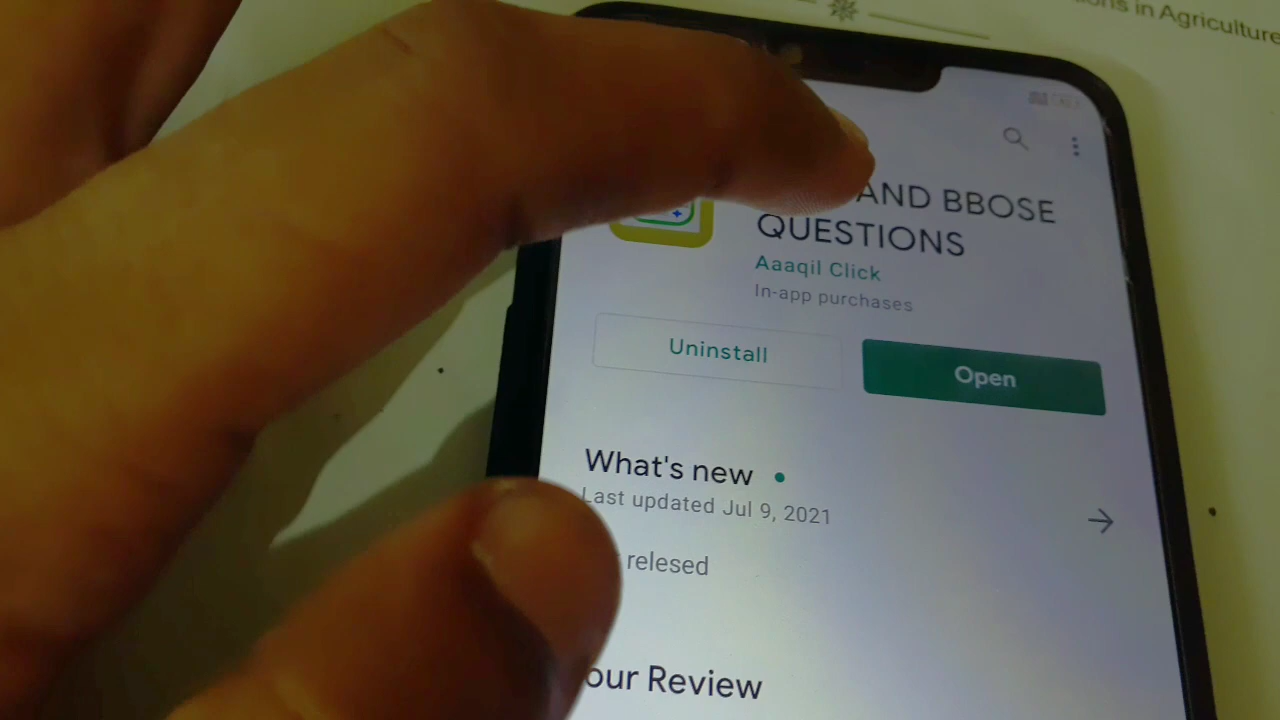 in Agriculture
AND BBOSE
QUESTIONS
Aaaqil Click
In-app purchases
Uninstall
Open
What's new
Last updated Jul 9, 2021
relesed
our Review